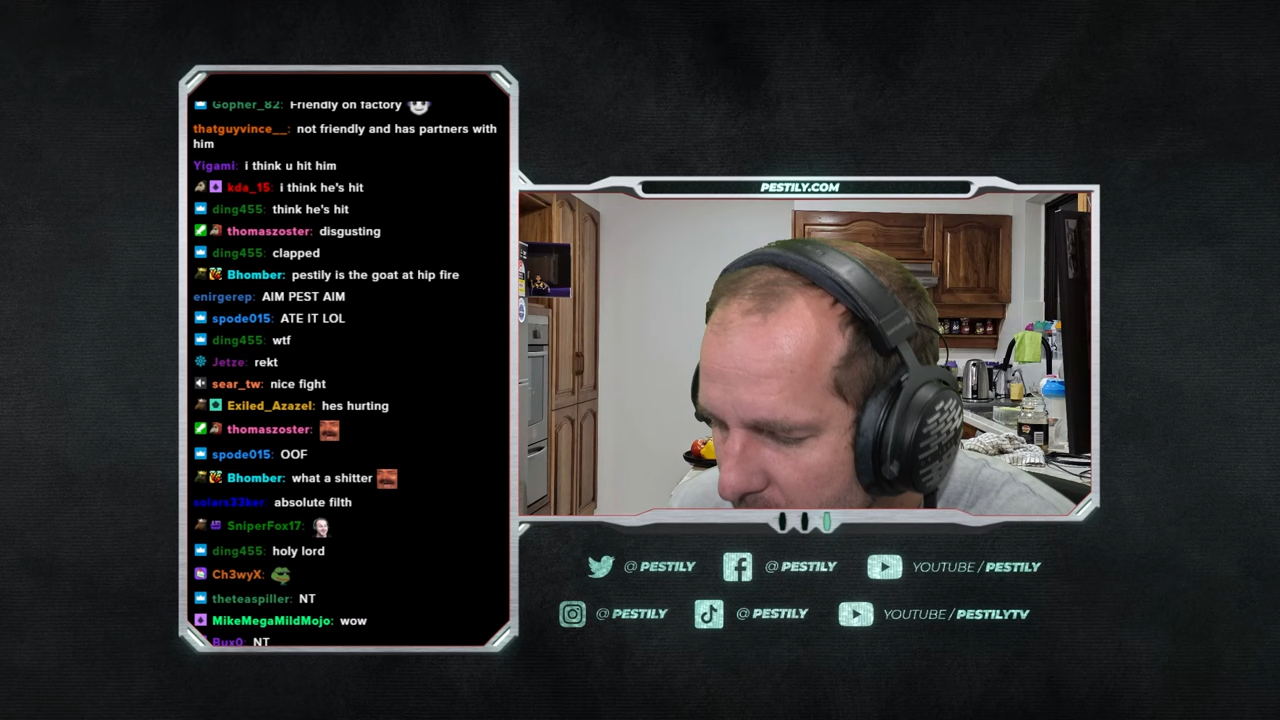 Gopher_82: Friendly on factory
thatguyvince__: not friendly and has partners with
him
Yigami: i think u hit him
kda_15: i think he's hit
ding455: think he's hit
thomaszoster: disgusting
ding455: clapped
Bhomber: pestily is the goat at hip fire
enirgerep: AIM PEST AIM
spode015: ATE IT LOL
ding455: wtf
Jetze: rekt
sear_tw: nice fight
Exiled_Azazel: hes hurting
thomaszoster:
spode015: OOF
Bhomber: what a shitter
absolute filth
SniperFox17:
ding455: holy lord
Ch3wyX:
theteaspiller: NT
MikeMegaMildMojo: wow
Bux0: NT
PESTILY.COM
@PESTILY
@PESTILY
YOUTUBE/PESTILY
@PESTILY
@PESTILY
YOUTUBE/PESTILYTV